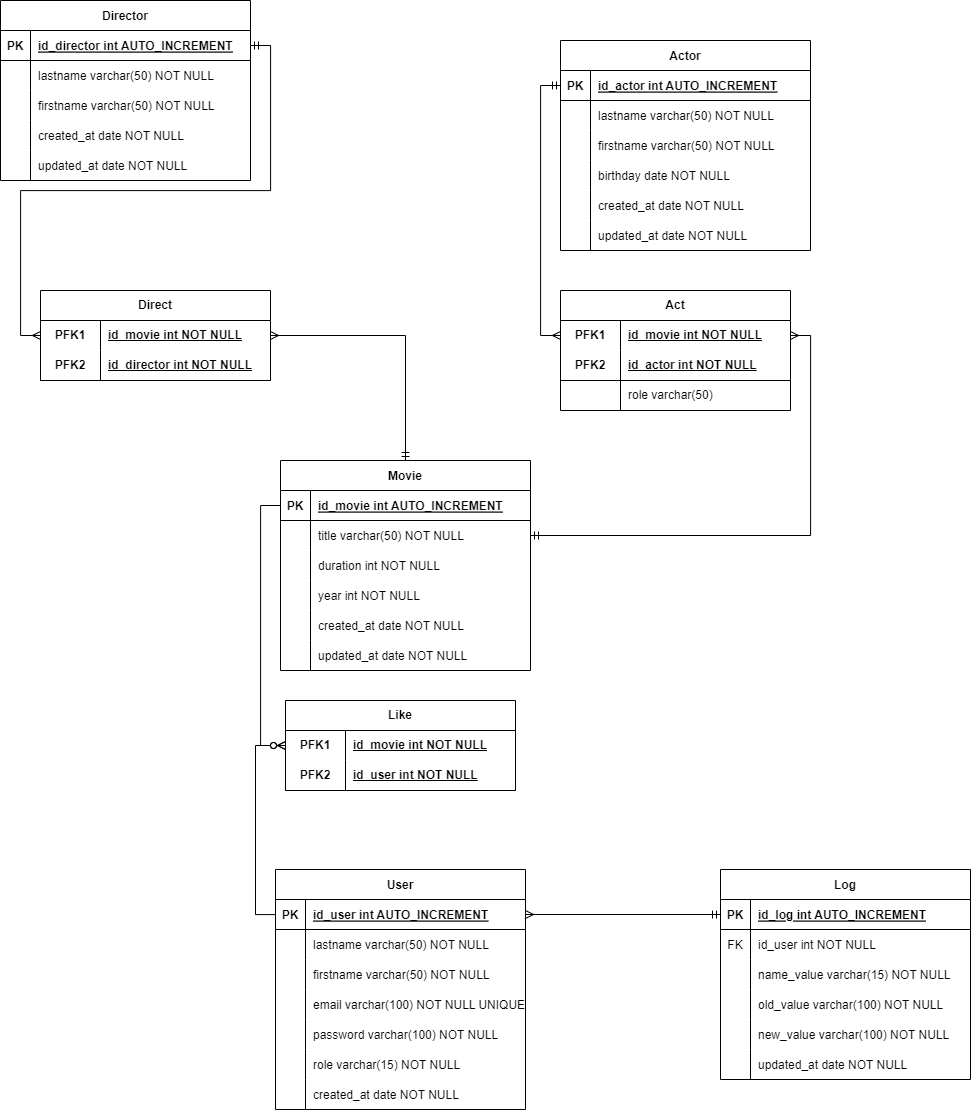 Director
PK id_director int AUTO_INCREMENT
lastname varchar(50) NOT NULL
firstname varchar(50) NOT NULL
created_at date NOT NULL
updated_at date NOT NULL
Actor
PK id_actor int AUTO_INCREMENT
lastname varchar(50) NOT NULL
firstname varchar(50) NOT NULL
birthday date NOT NULL
created_at date NOT NULL
updated_at date NOT NULL
Direct
PFK1 id_movie int NOT NULL
PFK2 id_director int NOT NULL
Act
PFK1 id_movie int NOT NULL
PFK2 id_actor int NOT NULL
role varchar(50)
Movie
PK id_movie int AUTO_INCREMENT
title varchar(50) NOT NULL
duration int NOT NULL
year int NOT NULL
created_at date NOT NULL
updated_at date NOT NULL
Like
PFK1 id_movie int NOT NULL
PFK2 id_user int NOT NULL
User
PK id_user int AUTO_INCREMENT
lastname varchar(50) NOT NULL
firstname varchar(50) NOT NULL
email varchar(100) NOT NULL UNIQUE
password varchar(100) NOT NULL
role varchar(15) NOT NULL
created_at date NOT NULL
Log
PK id_log int AUTO_INCREMENT
FK id_user int NOT NULL
name_value varchar(15) NOT NULL
old_value varchar(100) NOT NULL
new_value varchar(100) NOT NULL
updated_at date NOT NULL